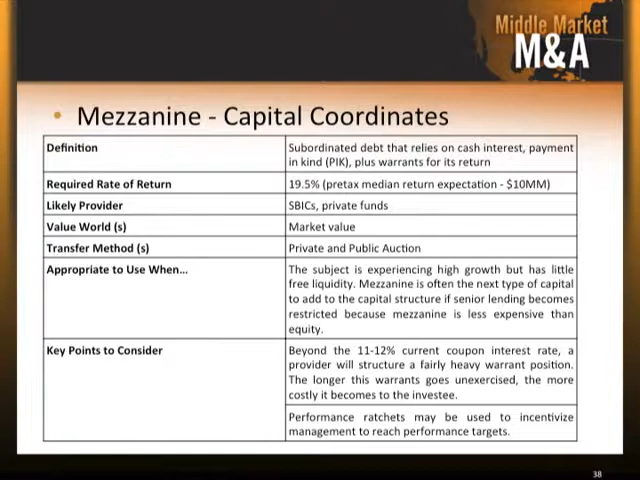 Middle Market
M&A
• Mezzanine - Capital Coordinates
Definition
Subordinated debt that relies on cash interest, payment
in kind (PIK), plus warrants for its return
Required Rate of Return
19.5% (pretax median return expectation - $10MM)
Likely Provider
SBICs, private funds
Value World (s)
Market value
Transfer Method (s)
Private and Public Auction
Appropriate to Use When...
The subject is experiencing high growth but has little
free liquidity. Mezzanine is often the next type of capital
to add to the capital structure if senior lending becomes
restricted because mezzanine is less expensive than
equity.
Key Points to Consider
Beyond the 11-12% current coupon interest rate, a
provider will structure a fairly heavy warrant position.
The longer this warrants goes unexercised, the more
costly it becomes to the investee.
Performance ratchets may be used to incentivize
management to reach performance targets.
38